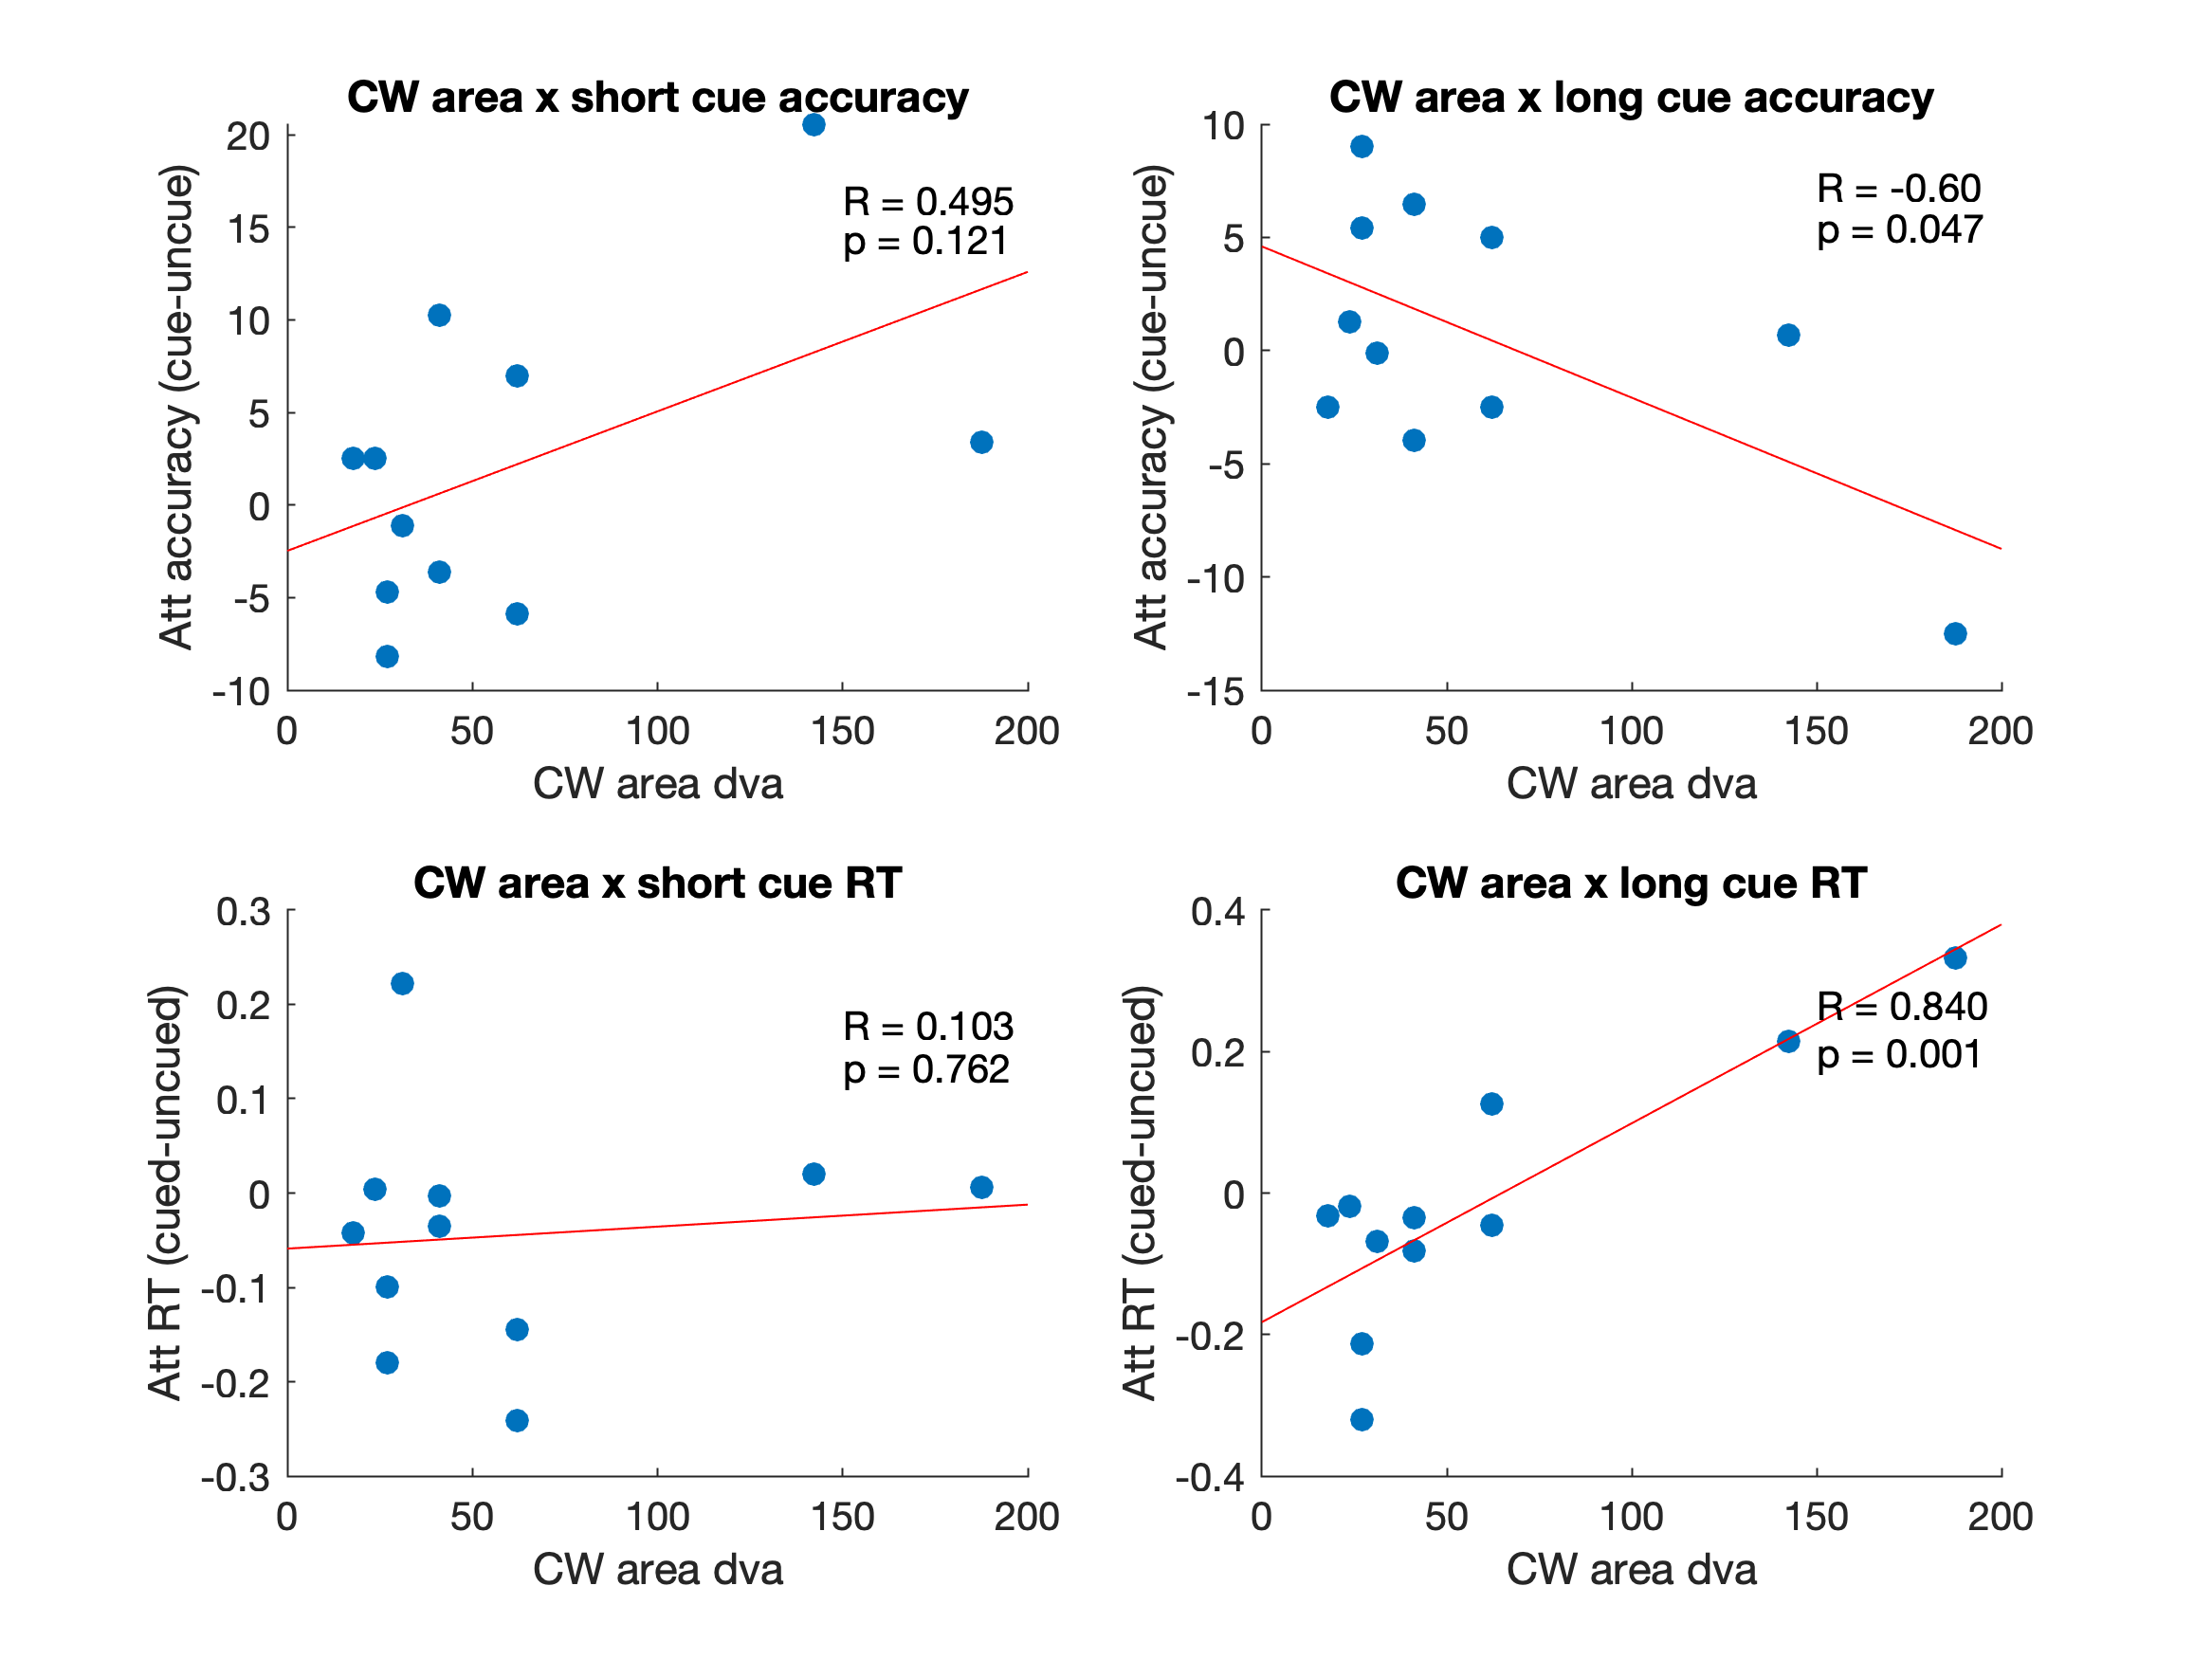 CW area x short cue accuracy
20
15
10
5
0
-5
-10
Att accuracy (cue-uncue)
R = 0.495
p = 0.121
0 50 100 150 200
CW area dva
CW area x long cue accuracy
10
5
0
-5
-10
-15
Att accuracy (cue-uncue)
R = -0.60
p = 0.047
0 50 100 150 200
CW area dva
CW area x short cue RT
0.3
0.2
0.1
0
-0.1
-0.2
-0.3
Att RT (cued-uncued)
R = 0.103
p = 0.762
0 50 100 150 200
CW area dva
CW area x long cue RT
0.4
0.2
0
-0.2
-0.4
Att RT (cued-uncued)
R = 0.840
p = 0.001
0 50 100 150 200
CW area dva